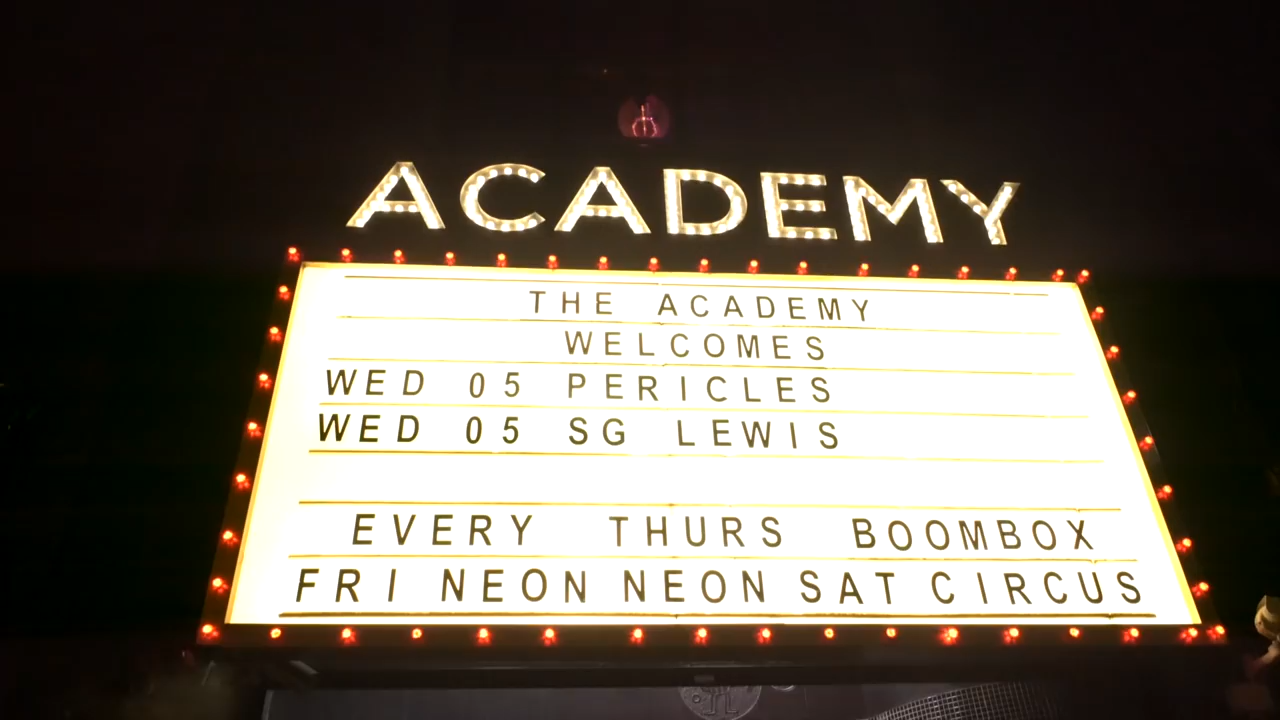 ACADEMY
THE ACADEMY
WELCOMES
WED 05 PERICLES
WED 05 SG LEWIS
EVERY THURS BOOMBOX
FRI NEON NEON SAT CIRCUS